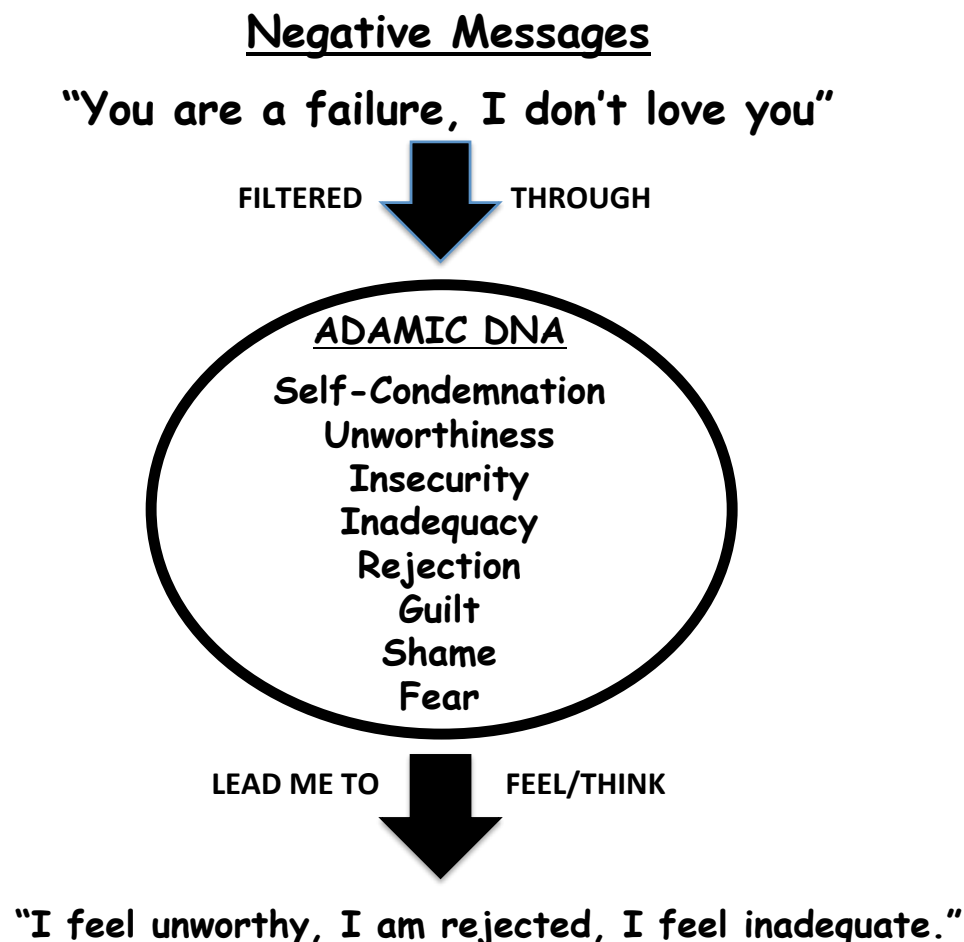 Negative Messages
“You are a failure, I don't love you”
FILTERED THROUGH
ADAMIC DNA
Self-Condemnation
Unworthiness
Insecurity
Inadequacy
Rejection
Guilt
Shame
Fear
LEAD ME TO FEEL/THINK
“I feel unworthy, I am rejected, I feel inadequate.”